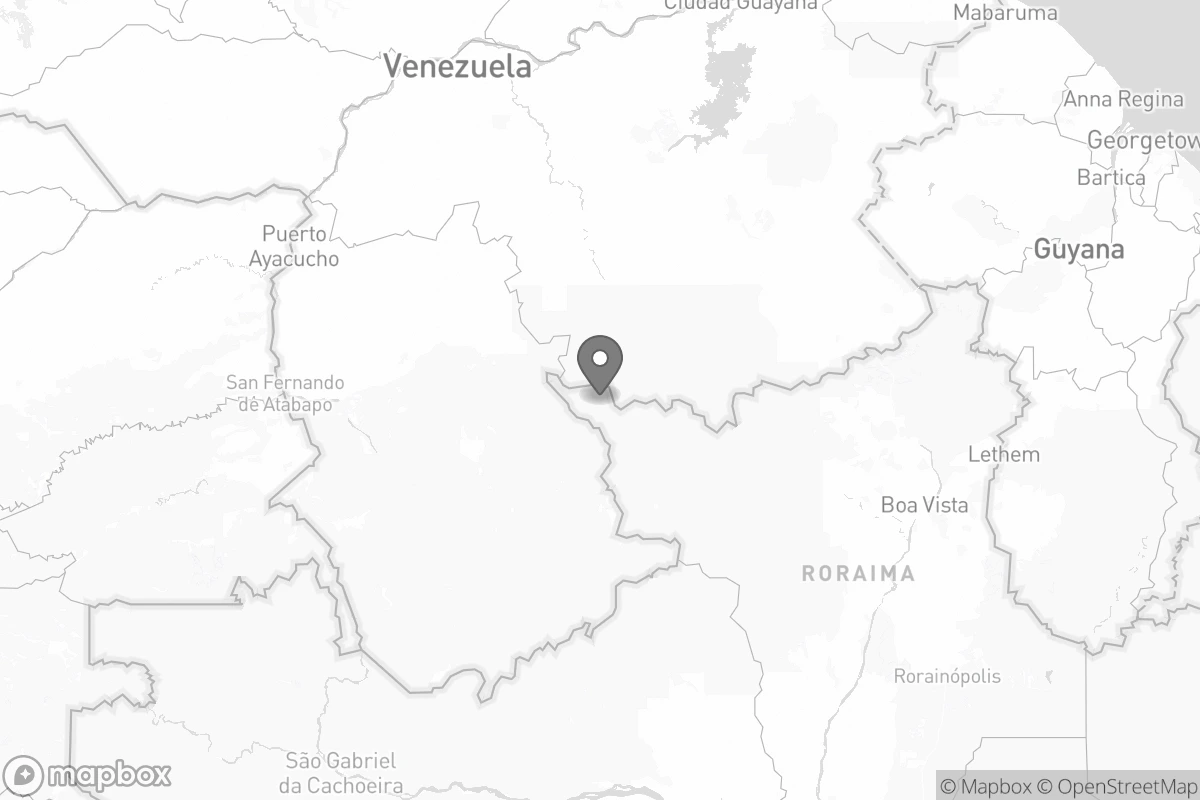 Ciudad Guayana
Mabaruma
Venezuela
Anna Regina
Georgetow
Bartica
Puerto
Ayacucho
Guyana
San Fernando
de Atabapo
Lethem
Boa Vista
RORAIMA
Rorainópolis
São Gabriel
da Cachoeira
mapbox
© Mapbox © OpenStreetMap